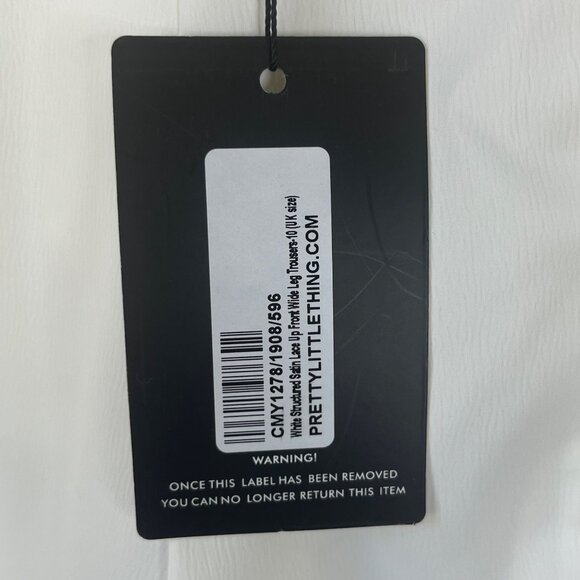 CMY1278/1908/596
White Structured Satin Lace Up Front Wide Leg Trousers-10 (UK size)
PRETTYLITTLETHING.COM
WARNING!
ONCE THIS LABEL HAS BEEN REMOVED
YOU CAN NO LONGER RETURN THIS ITEM